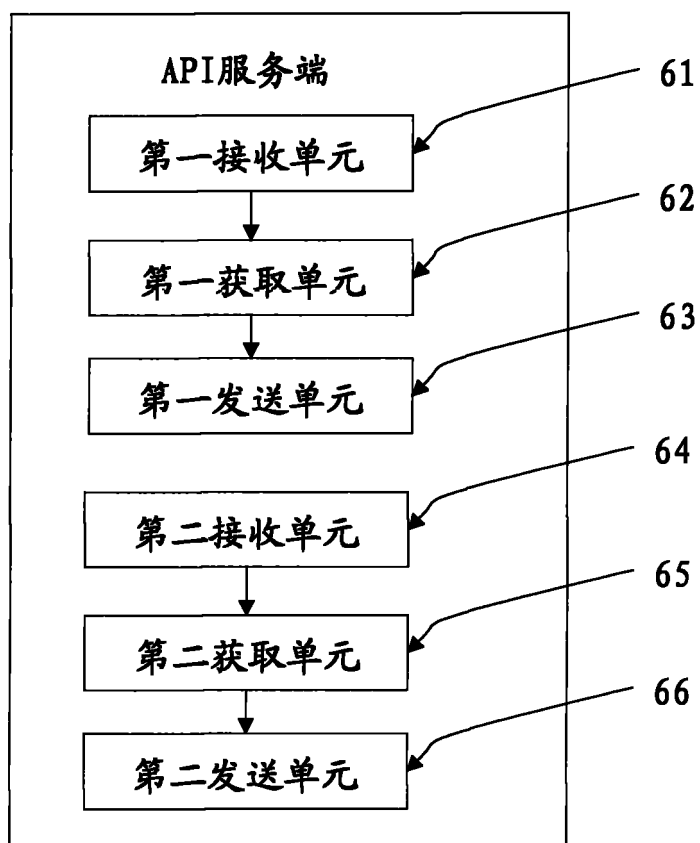 API服务端
第一接收单元
61
第一获取单元
62
第一发送单元
63
第二接收单元
64
第二获取单元
65
第二发送单元
66